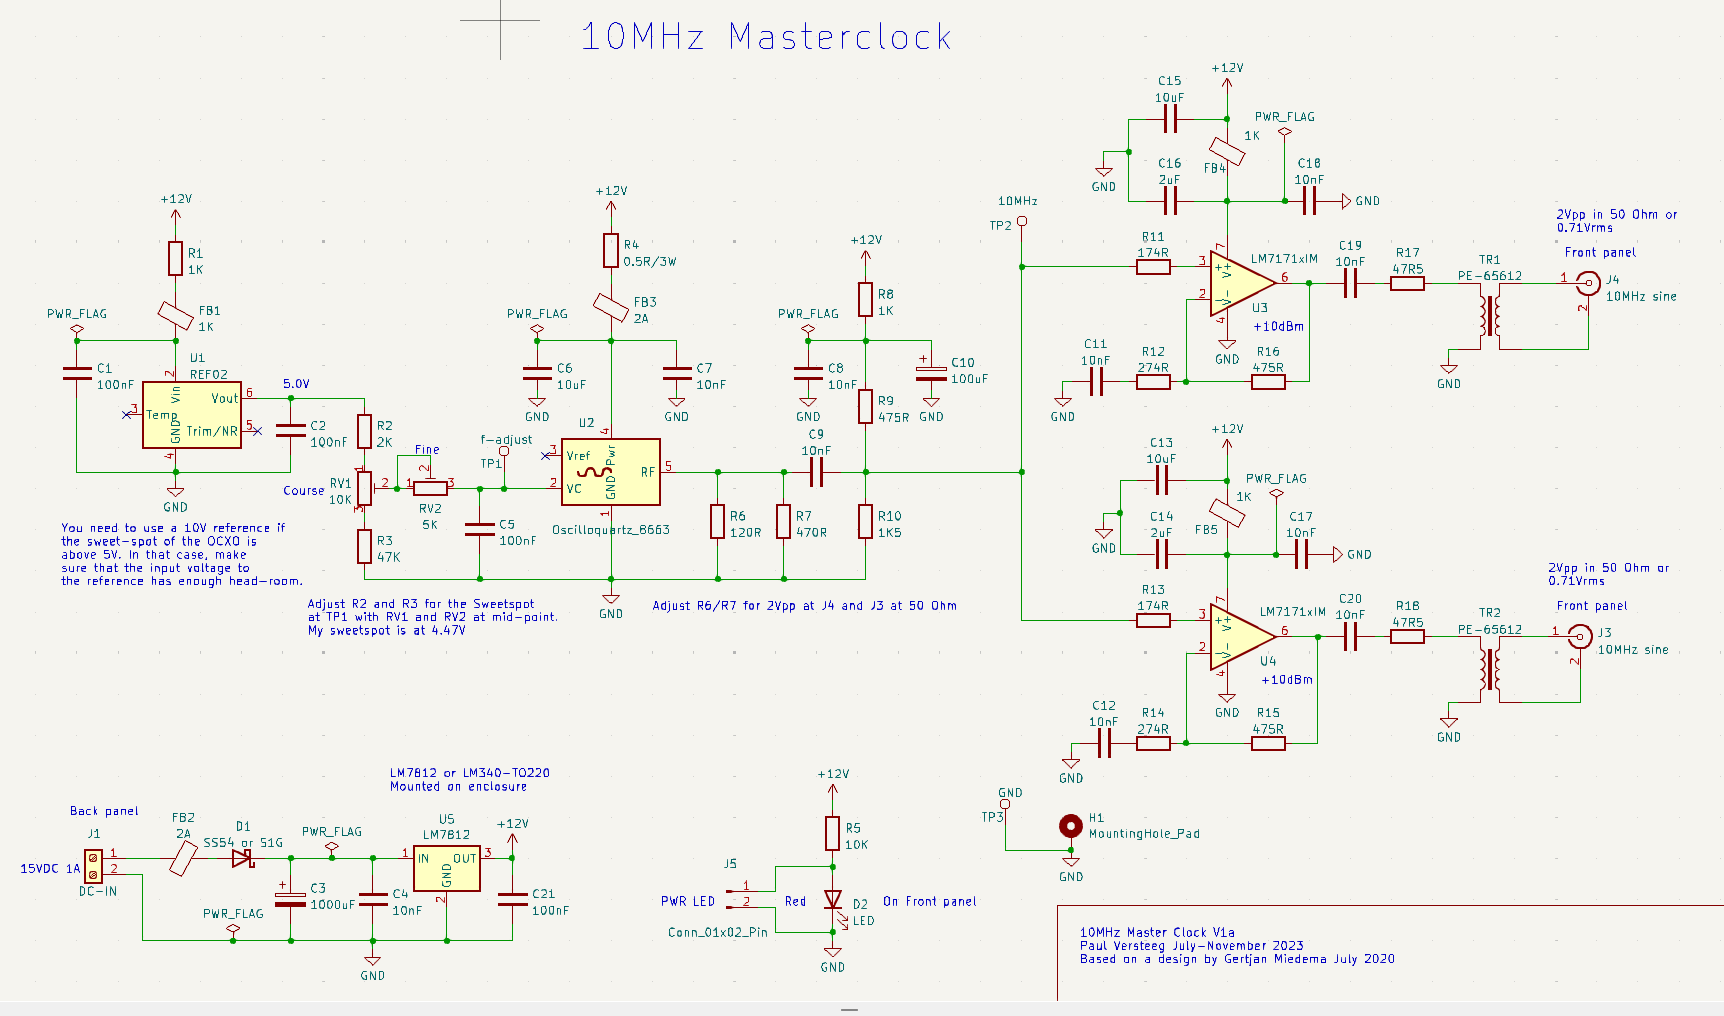 10MHz Masterclock
+12V
R1
1K
FB1
1K
PWR_FLAG
C1
100nF
U1
REF02
2
Vin
Vout
6
3
Temp
Trim/NR
5
GND
4
5.0V
C2
100nF
GND
R2
2K
Course
RV1
10K
1
2
3
Fine
2
1
3
RV2
5K
R3
47K
You need to use a 10V reference if
the sweet-spot of the OCXO is
above 5V. In that case, make
sure that the input voltage to
the reference has enough head-room.
Adjust R2 and R3 for the Sweetspot
at TP1 with RV1 and RV2 at mid-point.
My sweetspot is at 4.47V
f-adjust
TP1
C5
100nF
+12V
R4
0.5R/3W
FB3
2A
PWR_FLAG
C6
10uF
GND
C7
10nF
GND
U2
4
3
Vref
Pwr
RF
5
2
VC
GND
1
Oscilloquartz_8663
GND
R6
120R
R7
470R
Adjust R6/R7 for 2Vpp at J4 and J3 at 50 Ohm
C9
10nF
+12V
R8
1K
PWR_FLAG
C8
10nF
GND
C10
100uF
+
GND
R9
475R
R10
1K5
10MHz
TP2
+12V
C15
10uF
PWR_FLAG
1K
FB4
C16
2uF
GND
C18
10nF
GND
R11
174R
3
2
7
4
6
+
-
V+
V-
LM7171xIM
U3
+10dBm
GND
C11
10nF
GND
R12
274R
R16
475R
C19
10nF
R17
47R5
TR1
PE-65612
GND
2Vpp in 50 Ohm or
0.71Vrms
Front panel
1
2
J4
10MHz sine
+12V
C13
10uF
PWR_FLAG
1K
FB5
C14
2uF
GND
C17
10nF
GND
R13
174R
3
2
7
4
6
+
-
V+
V-
LM7171xIM
U4
+10dBm
GND
C12
10nF
GND
R14
274R
R15
475R
C20
10nF
R18
47R5
TR2
PE-65612
GND
2Vpp in 50 Ohm or
0.71Vrms
Front panel
1
2
J3
10MHz sine
LM7812 or LM340-TO220
Mounted on enclosure
Back panel
J1
1
2
15VDC 1A
DC-IN
FB2
2A
D1
SS54 or S1G
PWR_FLAG
+
C3
1000uF
C4
10nF
PWR_FLAG
U5
LM7812
1
IN
OUT
3
GND
2
+12V
C21
100nF
GND
+12V
R5
10K
J5
1
2
PWR LED
Red
D2
LED
On Front panel
Conn_01x02_Pin
GND
GND
TP3
H1
MountingHole_Pad
GND
10MHz Master Clock V1a
Paul Versteeg July-November 2023
Based on a design by Gertjan Miedema July 2020